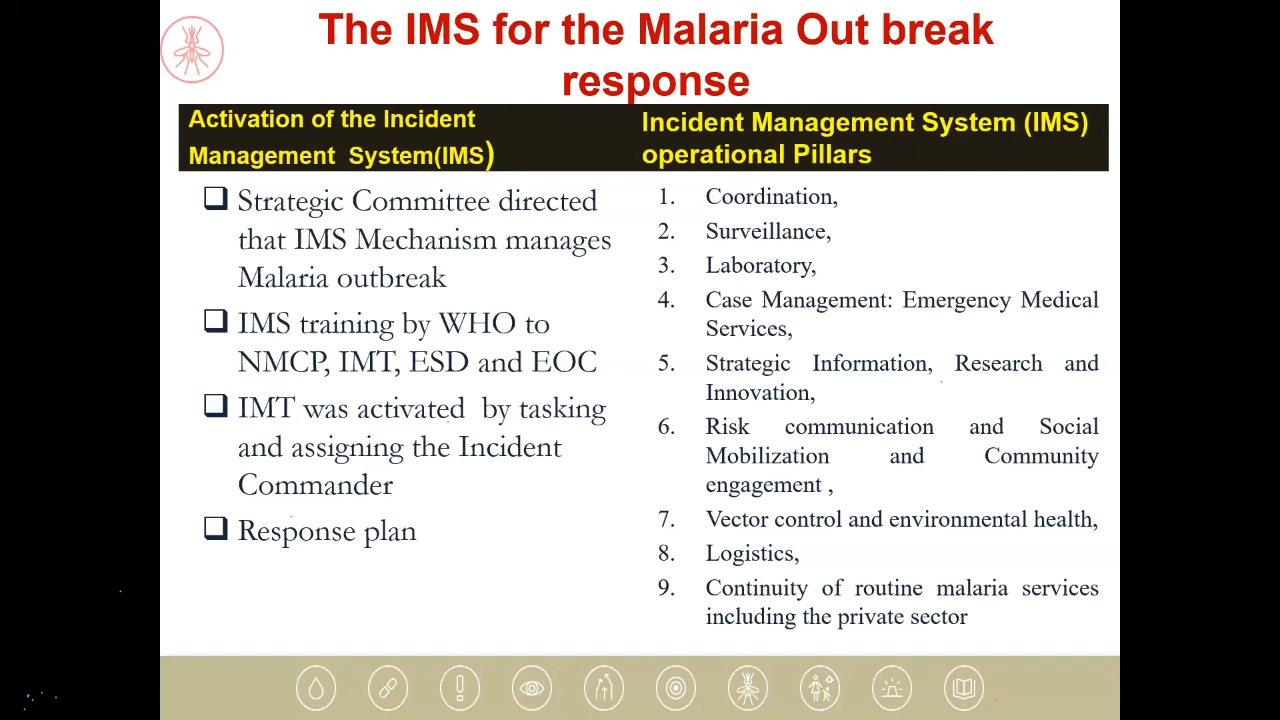 The IMS for the Malaria Out break
response
Activation of the Incident
Management System(IMS)
Strategic Committee directed
that IMS Mechanism manages
Malaria outbreak
IMS training by WHO to
NMCP, IMT, ESD and EOC
IMT was activated by tasking
and assigning the Incident
Commander
Response plan
Incident Management System (IMS)
operational Pillars
1. Coordination,
2. Surveillance,
3. Laboratory,
4. Case Management: Emergency Medical
Services,
5. Strategic Information, Research and
Innovation,
6. Risk communication and Social
Mobilization and Community
engagement ,
7. Vector control and environmental health,
8. Logistics,
9. Continuity of routine malaria services
including the private sector